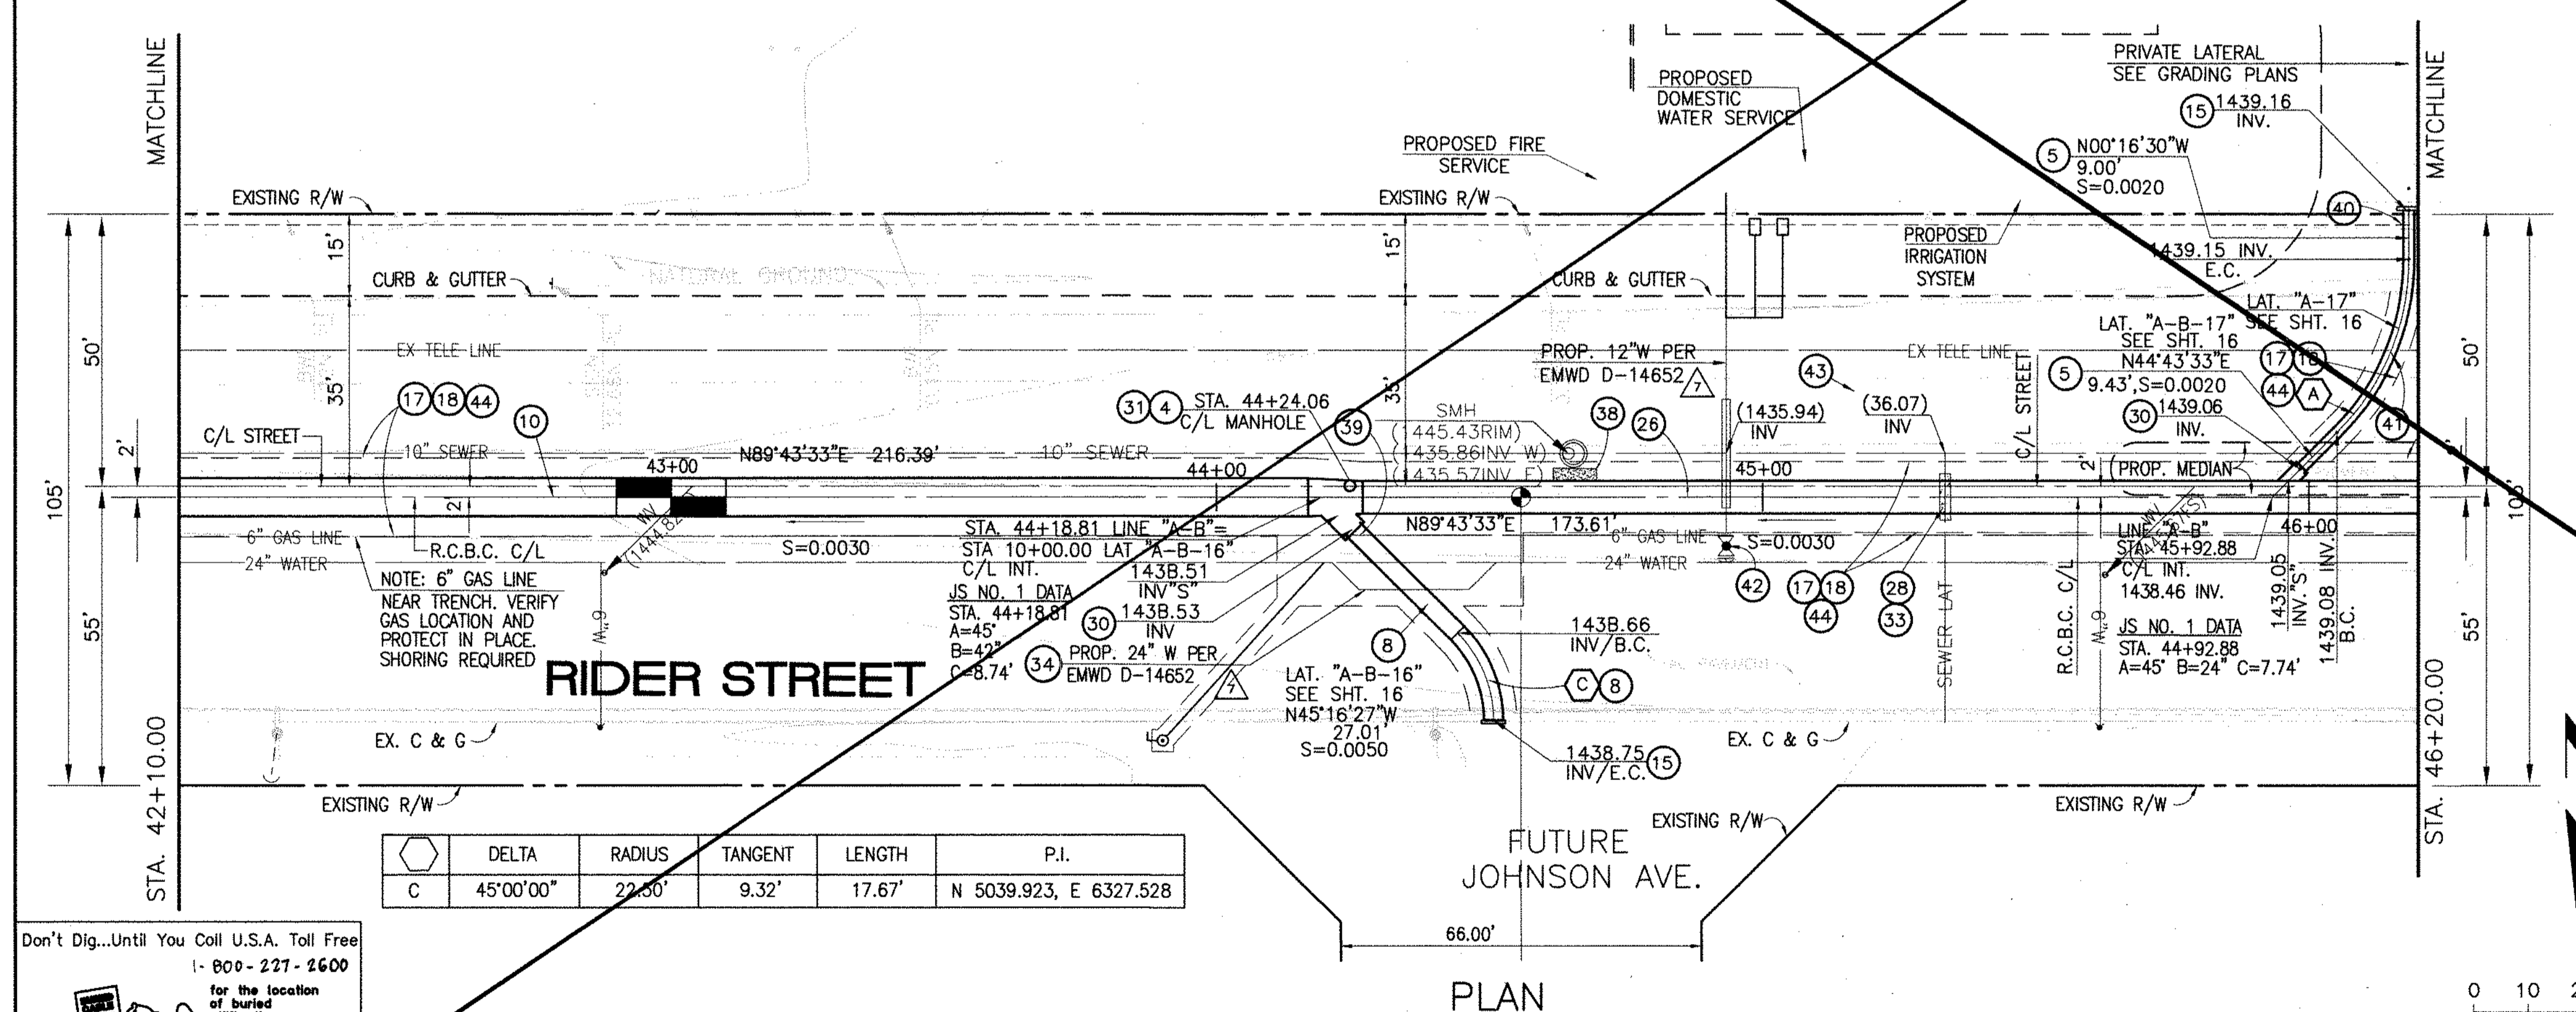 MATCHLINE
MATCHLINE
PRIVATE LATERAL
SEE GRADING PLANS
15 1439.16
INV.
PROPOSED
DOMESTIC
WATER SERVICE
PROPOSED FIRE
SERVICE
5 N00°16'30"W
9.00'
S=0.0020
EXISTING R/W
EXISTING R/W
40
PROPOSED
IRRIGATION
SYSTEM
1439.15 INV.
E.C.
15'
15'
NATURAL GROUND
CURB & GUTTER
CURB & GUTTER
LAT. "A-17"
SEE SHT. 16
LAT. "A-B-17"
SEE SHT. 16
N44°43'33"E
5 9.43',S=0.0020
17 18
44 A
30 1439.06
INV.
41
50'
50'
EX TELE LINE
EX TELE LINE
PROP. 12"W PER
EMWD D-14652 7
43
35'
35'
17 18 44
10
31 4 STA. 44+24.06
C/L MANHOLE
39
SMH
(1445.43RIM)
(1435.86INV W)
(1435.57INV E)
38
26
(1435.94)
INV
(36.07)
INV
C/L STREET
C/L STREET
2'
10" SEWER
N89°43'33"E 216.39'
10" SEWER
43+00
44+00
45+00
46+00
(PROP. MEDIAN
2'
2'
105'
105'
6" GAS LINE
24" WATER
R.C.B.C. C/L
WV
S=0.0030
NOTE: 6" GAS LINE
NEAR TRENCH. VERIFY
GAS LOCATION AND
PROTECT IN PLACE.
SHORING REQUIRED
STA. 44+18.81 LINE "A-B"=
STA 10+00.00 LAT "A-B-16"
C/L INT.
143B.51
INV"S"
JS NO. 1 DATA
STA. 44+18.81
A=45°
B=42"
C=8.74'
30 143B.53
INV
34 PROP. 24" W PER
EMWD D-14652
N89°43'33"E 173.61'
6" GAS LINE
S=0.0030
24" WATER
42
17 18
44
28
33
8
143B.66
INV/B.C.
C 8
LAT. "A-B-16"
SEE SHT. 16
N45°16'27"W
27.01'
S=0.0050
1438.75 15
INV/E.C.
SEWER LAT
R.C.B.C. C/L
LINE "A-B"
STA. 45+92.88
C/L INT.
1438.46 INV.
JS NO. 1 DATA
STA. 44+92.88
A=45° B=24" C=7.74'
1439.05
INV."S"
1439.08 INV.
B.C.
6"W
6"W
55'
55'
RIDER STREET
EX. C & G
EX. C & G
STA. 42+10.00
STA. 46+20.00
EXISTING R/W
EXISTING R/W
EXISTING R/W
FUTURE
JOHNSON AVE.
66.00'
DELTA RADIUS TANGENT LENGTH P.I.
C 45°00'00" 22.50' 9.32' 17.67' N 5039.923, E 6327.528
Don't Dig...Until You Coll U.S.A. Toll Free
1-800-227-2600
for the location
of buried
PLAN
0 10